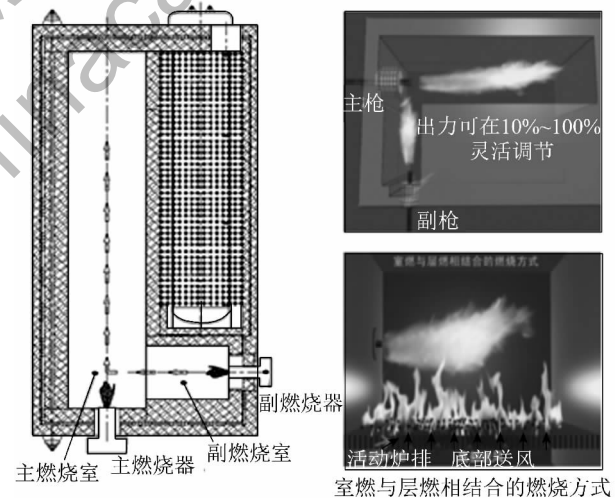 主燃烧室
主燃烧器
副燃烧室
副燃烧器
主枪
出力可在10%~100%
灵活调节
副枪
室燃与层燃相结合的燃烧方式
活动炉排
底部送风
室燃与层燃相结合的燃烧方式